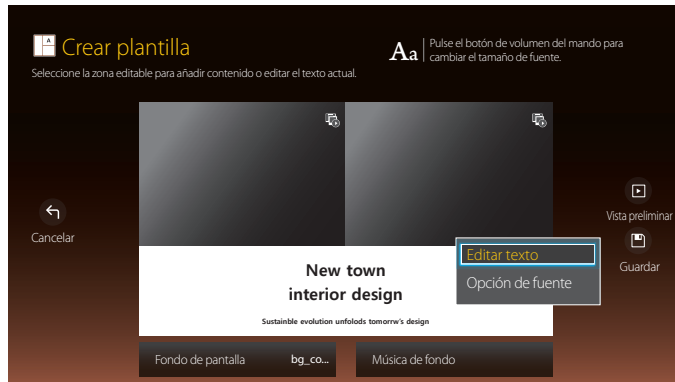 Crear plantilla
Seleccione la zona editable para añadir contenido o editar el texto actual.
Aa
Pulse el botón de volumen del mando para
cambiar el tamaño de fuente.
Cancelar
Vista preliminar
Guardar
Editar texto
Opción de fuente
New town
interior design
Sustainble evolution unfolods tomorrw's design
Fondo de pantalla bg_co...
Música de fondo